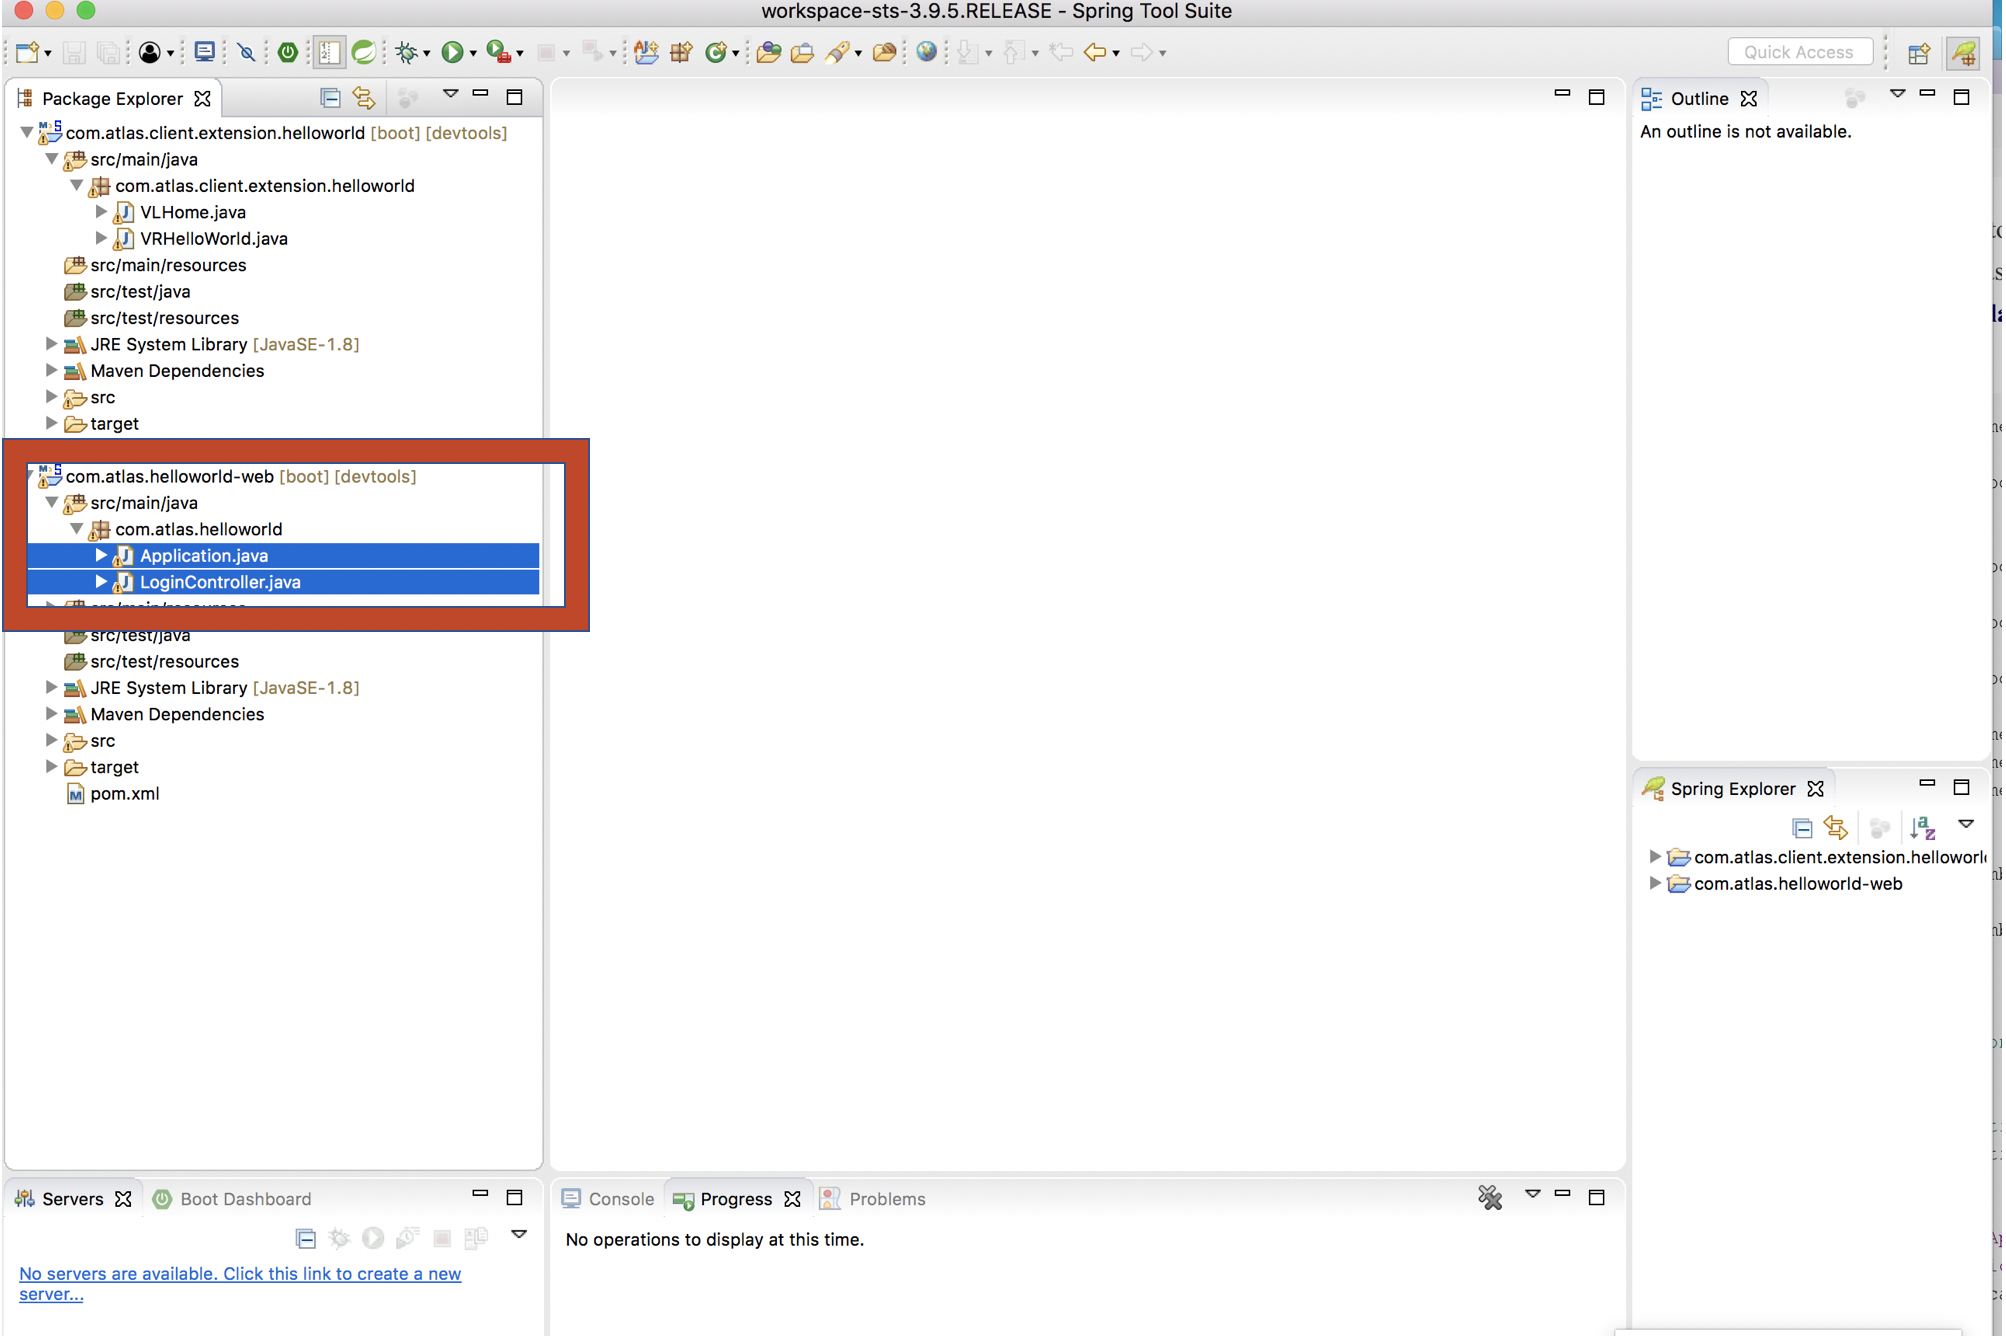 workspace-sts-3.9.5.RELEASE - Spring Tool Suite
Quick Access
Package Explorer
com.atlas.client.extension.helloworld [boot] [devtools]
src/main/java
com.atlas.client.extension.helloworld
VLHome.java
VRHelloWorld.java
src/main/resources
src/test/java
src/test/resources
JRE System Library [JavaSE-1.8]
Maven Dependencies
src
target
com.atlas.helloworld-web [boot] [devtools]
src/main/java
com.atlas.helloworld
Application.java
LoginController.java
src/main/resources
src/test/java
src/test/resources
JRE System Library [JavaSE-1.8]
Maven Dependencies
src
target
pom.xml
Outline
An outline is not available.
Spring Explorer
com.atlas.client.extension.helloworl
com.atlas.helloworld-web
Servers
Boot Dashboard
No servers are available. Click this link to create a new
server...
Console
Progress
Problems
No operations to display at this time.